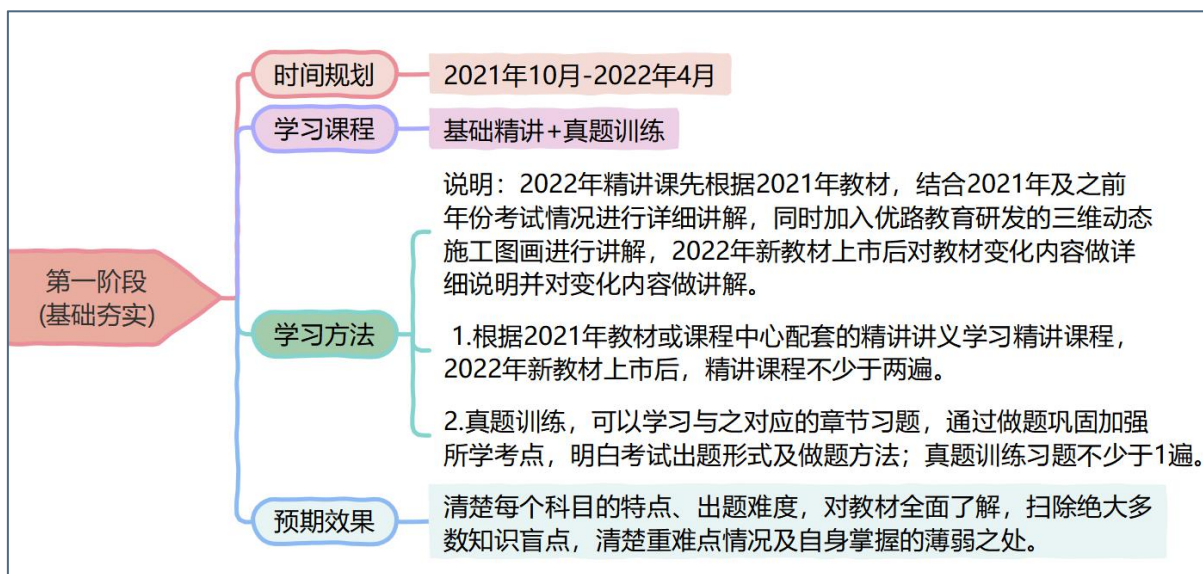 时间规划
2021年10月-2022年4月
学习课程
基础精讲+真题训练
第一阶段
(基础夯实)
学习方法
说明：2022年精讲课先根据2021年教材，结合2021年及之前
年份考试情况进行详细讲解，同时加入优路教育研发的三维动态
施工图画进行讲解，2022年新教材上市后对教材变化内容做详
细说明并对变化内容做讲解。
1.根据2021年教材或课程中心配套的精讲讲义学习精讲课程，
2022年新教材上市后，精讲课程不少于两遍。
2.真题训练，可以学习与之对应的章节习题，通过做题巩固加强
所学考点，明白考试出题形式及做题方法；真题训练习题不少于1遍。
预期效果
清楚每个科目的特点、出题难度，对教材全面了解，扫除绝大多
数知识盲点，清楚重难点情况及自身掌握的薄弱之处。